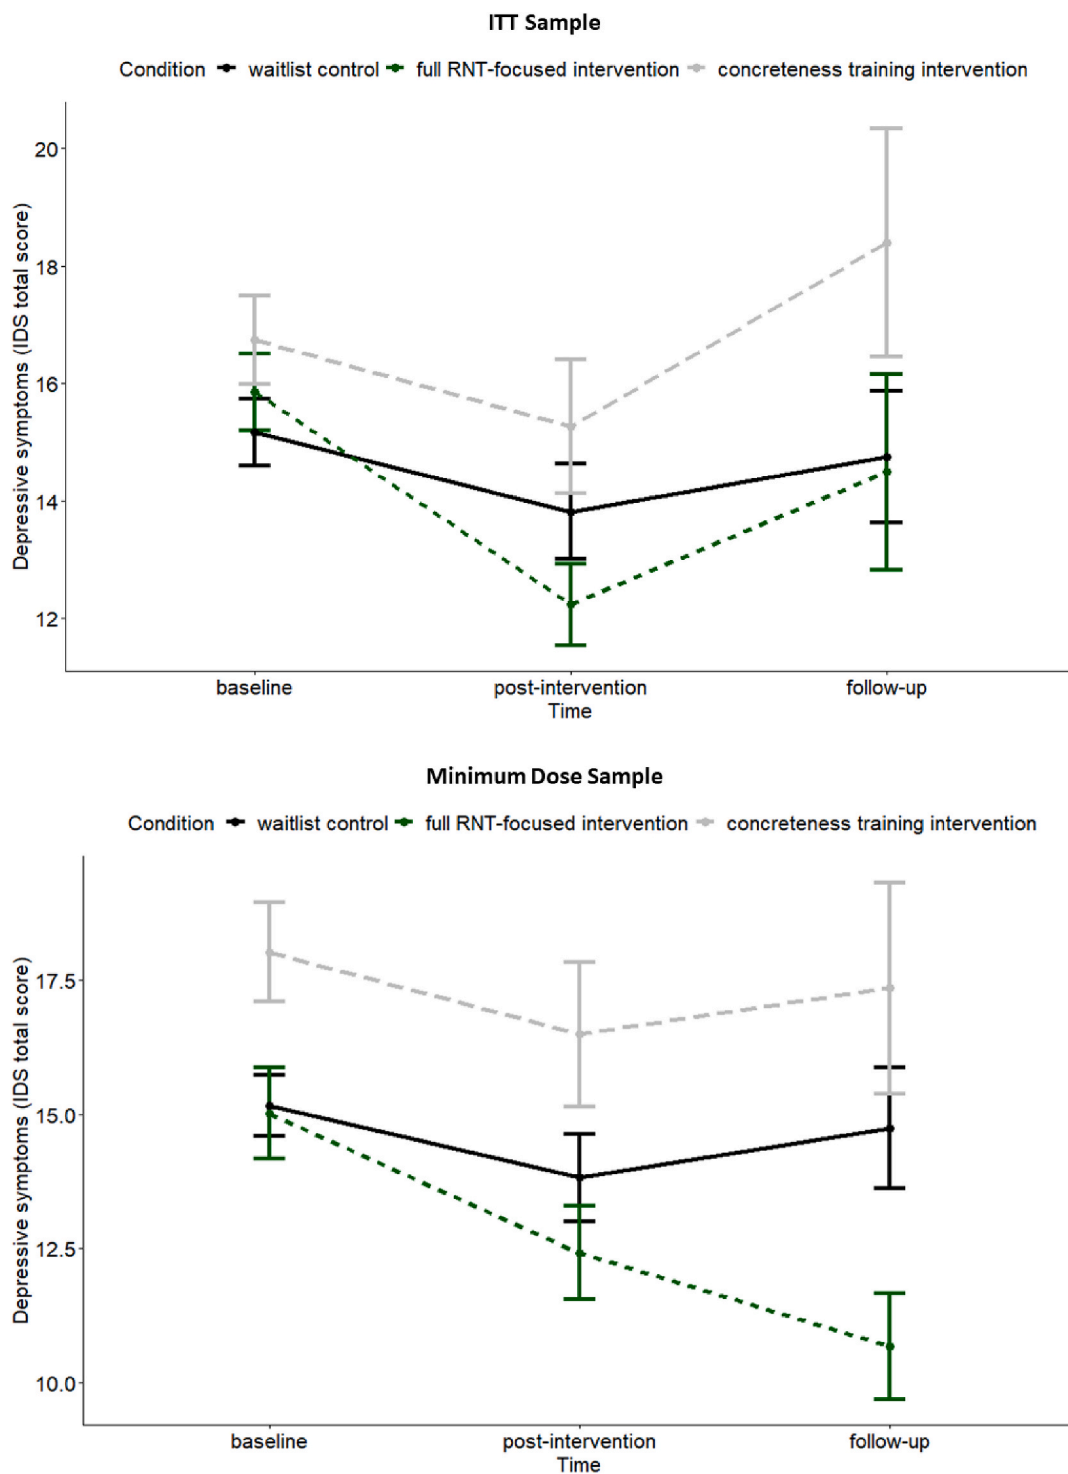 ITT Sample
Condition waitlist control full RNT-focused intervention concreteness training intervention
Depressive symptoms (IDS total score)
20
18
16
14
12
baseline post-intervention follow-up
Time
Minimum Dose Sample
Condition waitlist control full RNT-focused intervention concreteness training intervention
Depressive symptoms (IDS total score)
17.5
15.0
12.5
10.0
baseline post-intervention follow-up
Time